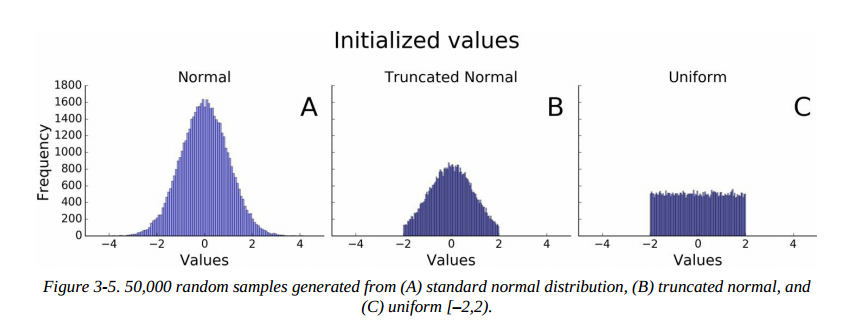 Initialized values
Normal
Truncated Normal
Uniform
A
B
C
Frequency
1800
1600
1400
1200
1000
800
600
400
200
0
−4 −2 0 2 4
−4 −2 0 2 4
−4 −2 0 2 4
Values
Values
Values
Figure 3-5. 50,000 random samples generated from (A) standard normal distribution, (B) truncated normal, and
(C) uniform [–2,2).